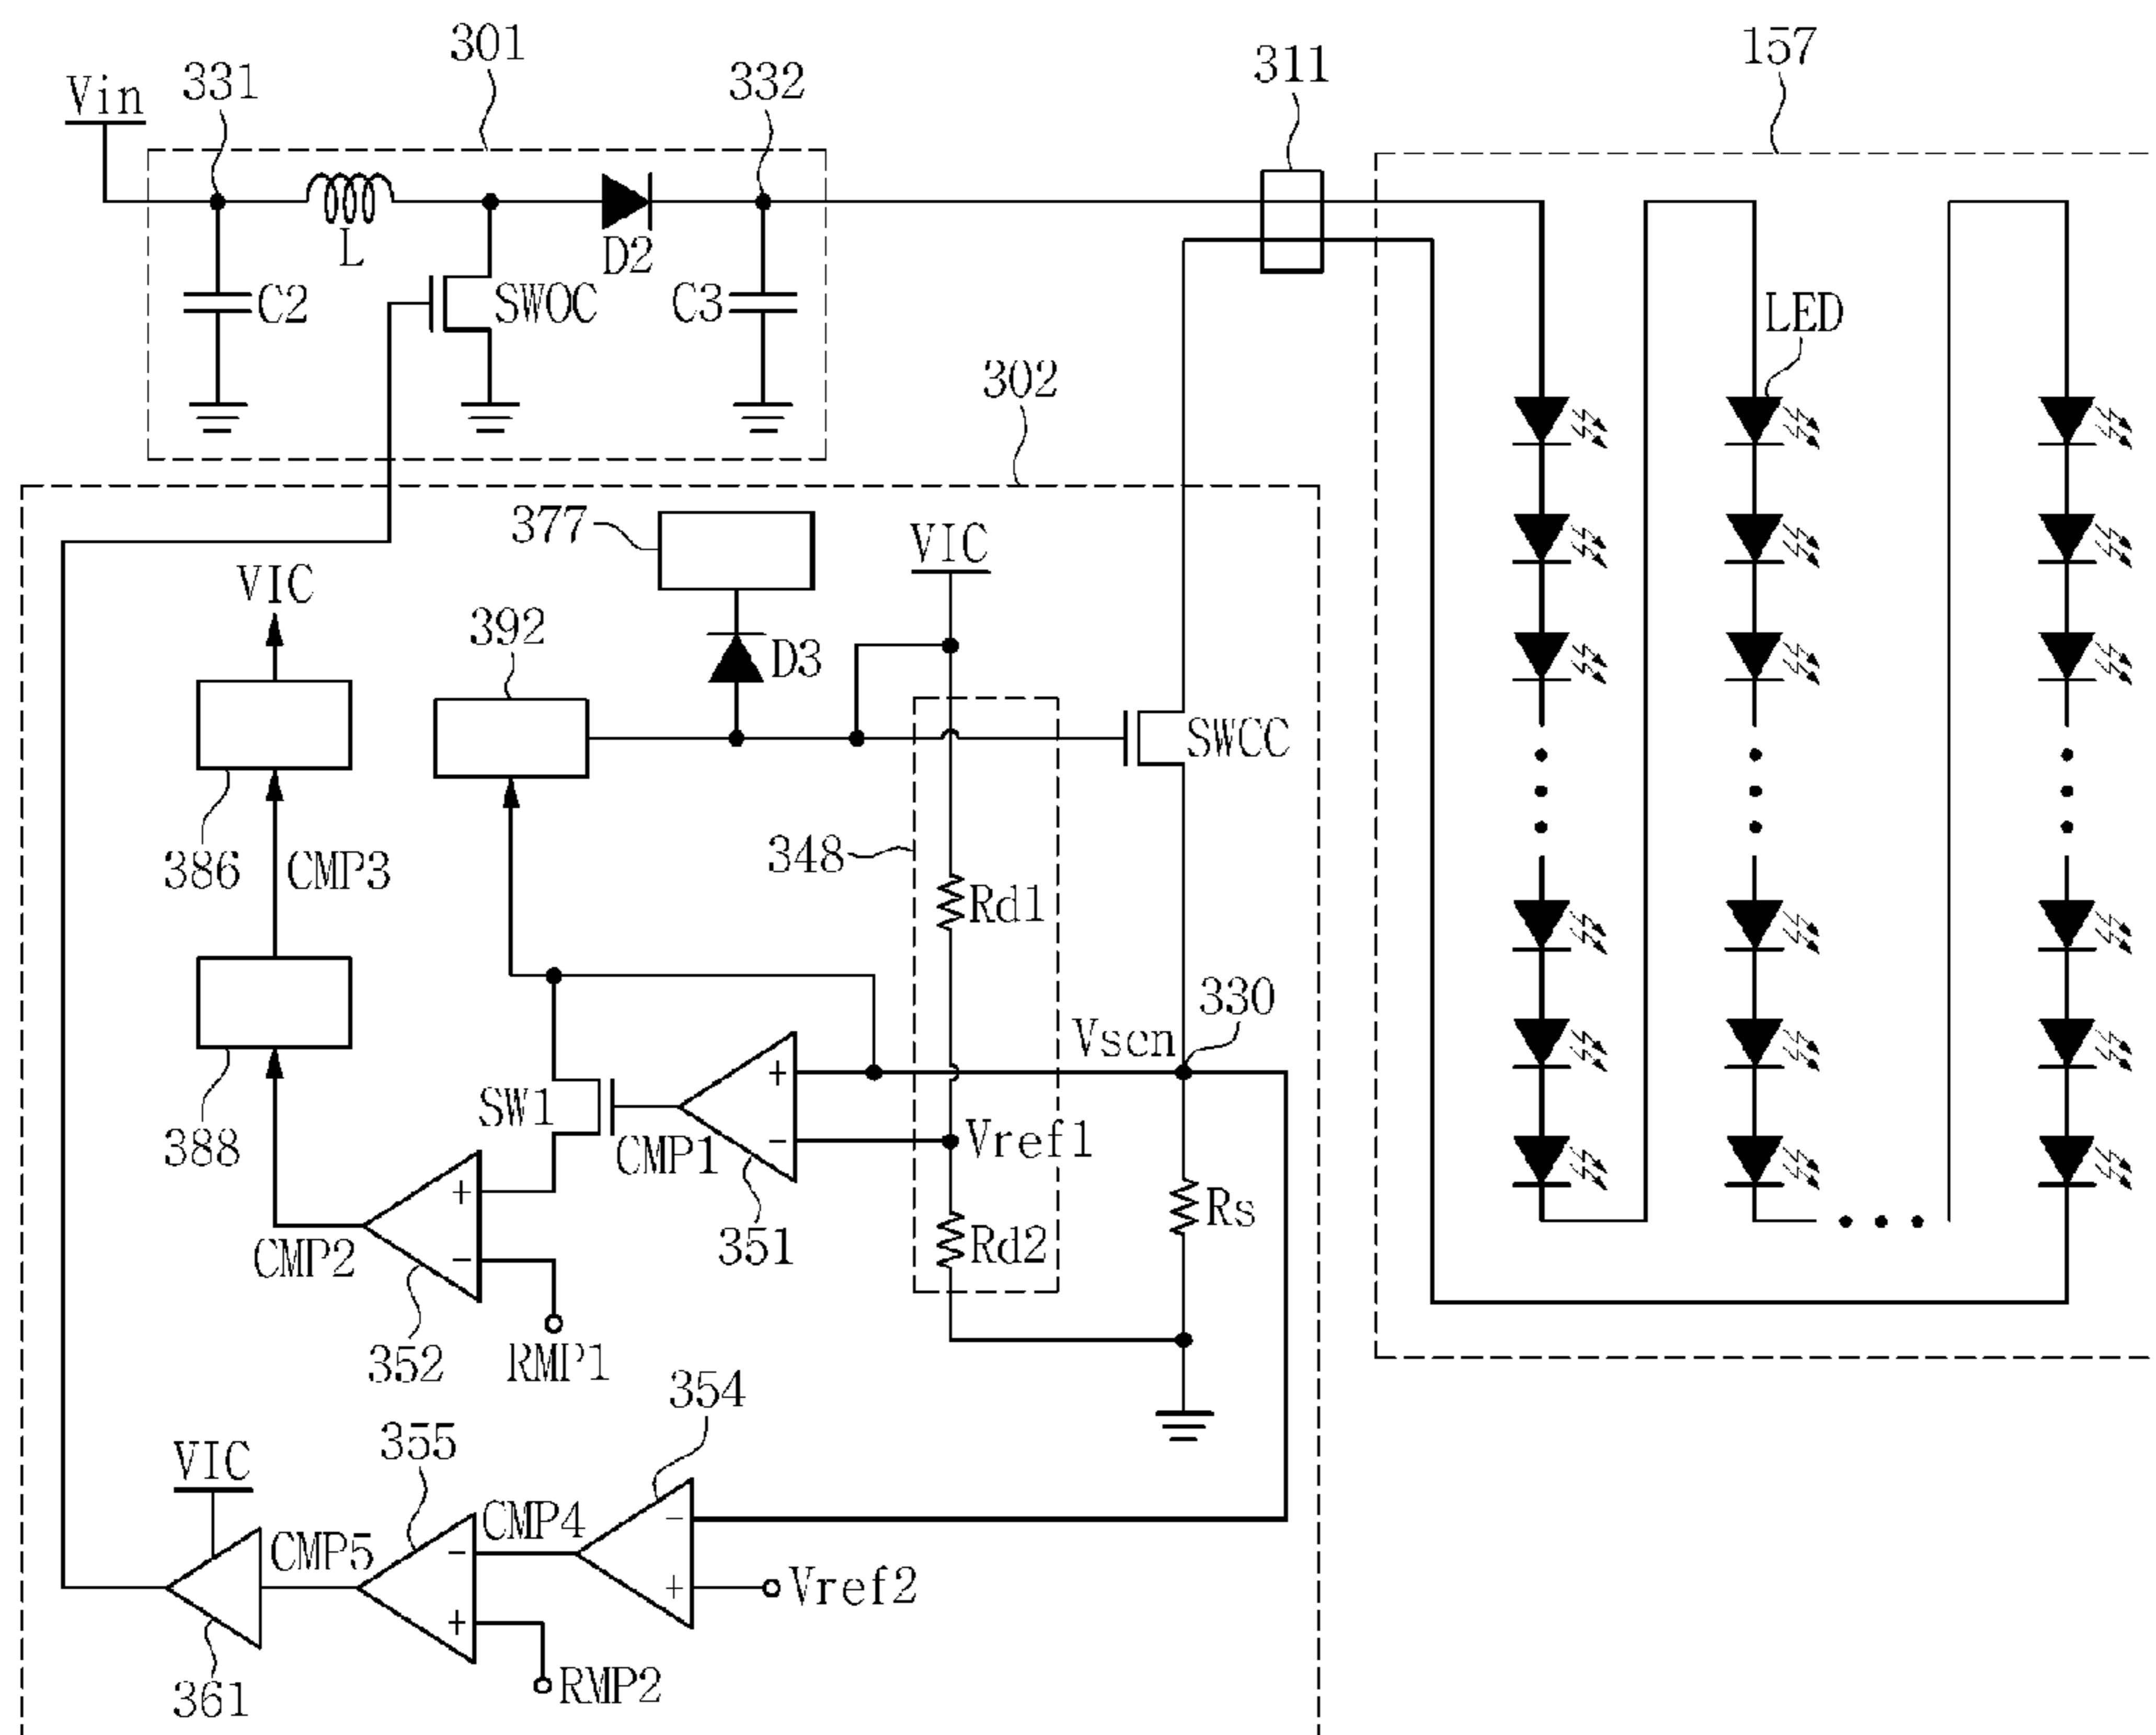 301
311
157
Vin
331
332
L
D2
C2
SWOC
C3
LED
302
377
VIC
VIC
392
D3
SWCC
348
386
CMP3
Rd1
330
Vscn
+
SW1
388
CMP1
-
Vref1
+
351
Rs
CMP2
-
Rd2
352
RMP1
354
355
VIC
CMP4
-
CMP5
-
+
Vref2
+
361
RMP2